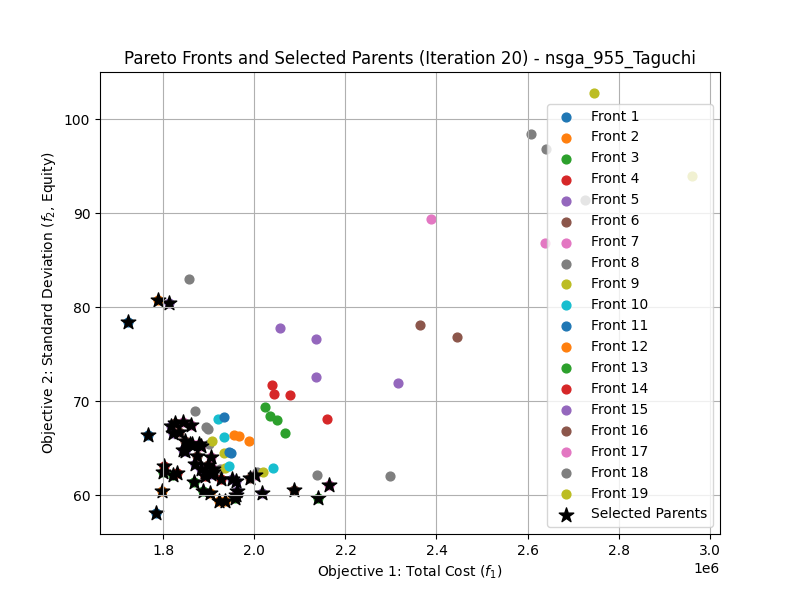 Pareto Fronts and Selected Parents (Iteration 20) - nsga_955_Taguchi
Objective 2: Standard Deviation (f₂, Equity)
100
90
80
70
60
Front 1
Front 2
Front 3
Front 4
Front 5
Front 6
Front 7
Front 8
Front 9
Front 10
Front 11
Front 12
Front 13
Front 14
Front 15
Front 16
Front 17
Front 18
Front 19
Selected Parents
1.8 2.0 2.2 2.4 2.6 2.8 3.0
1e6
Objective 1: Total Cost (f₁)